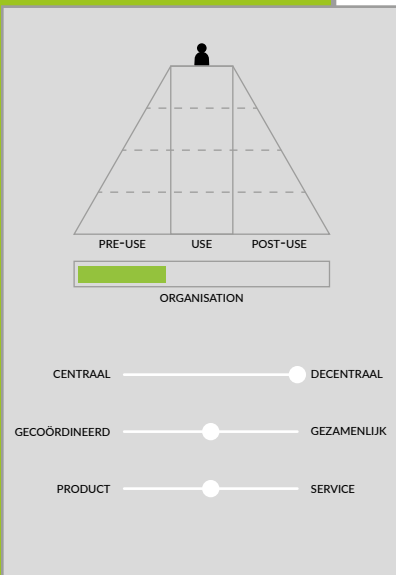 PRE-USE USE POST-USE
ORGANISATION
CENTRAAL DECENTRAAL
GECOÖRDINEERD GEZAMENLIJK
PRODUCT SERVICE